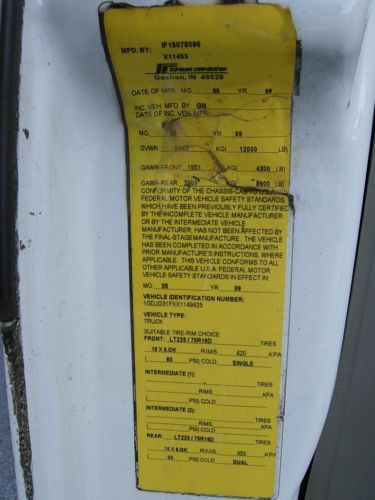 MFD. BY: IF15078096
X11453
SUPREME CORPORATION
Goshen, IN 46526
DATE OF MFR. MO. 08 YR. 99
INC. VEH. MFD. BY: GM
DATE OF INC. VEH. MFR.
MO. YR. 99
GVWR 5443 KG( 12000 LB)
GAWR-FRONT 1951 KG( 4300 LB)
GAWR-REAR KG( 8600 LB)
CONFORMITY OF THE CHASSIS-CAB TO U.S.A.
FEDERAL MOTOR VEHICLE SAFETY STANDARDS,
WHICH HAVE BEEN PREVIOUSLY FULLY CERTIFIED
BY THE INCOMPLETE VEHICLE MANUFACTURER
OR BY THE INTERMEDIATE VEHICLE
MANUFACTURER, HAS NOT BEEN AFFECTED BY
THE FINAL-STAGE MANUFACTURE. THE VEHICLE
HAS BEEN COMPLETED IN ACCORDANCE WITH
PRIOR MANUFACTURER'S INSTRUCTIONS, WHERE
APPLICABLE. THIS VEHICLE CONFORMS TO ALL
OTHER APPLICABLE U.S.A. FEDERAL MOTOR
VEHICLE SAFETY STANDARDS IN EFFECT IN:
MO. 05 YR. 99
VEHICLE IDENTIFICATION NUMBER:
1GDJG31FXX1149925
VEHICLE TYPE:
TRUCK
SUITABLE TIRE-RIM CHOICE
FRONT: LT225 / 75R16D TIRES
16 X 6.0K RIMS 420 KPA
( 60 PSI) COLD SINGLE
INTERMEDIATE (1): TIRES
RIMS KPA
( PSI) COLD
INTERMEDIATE (2): TIRES
RIMS KPA
( PSI) COLD
REAR: LT225 / 75R16D TIRES
16 X 6.0K RIMS 450 KPA
( 65 PSI) COLD DUAL